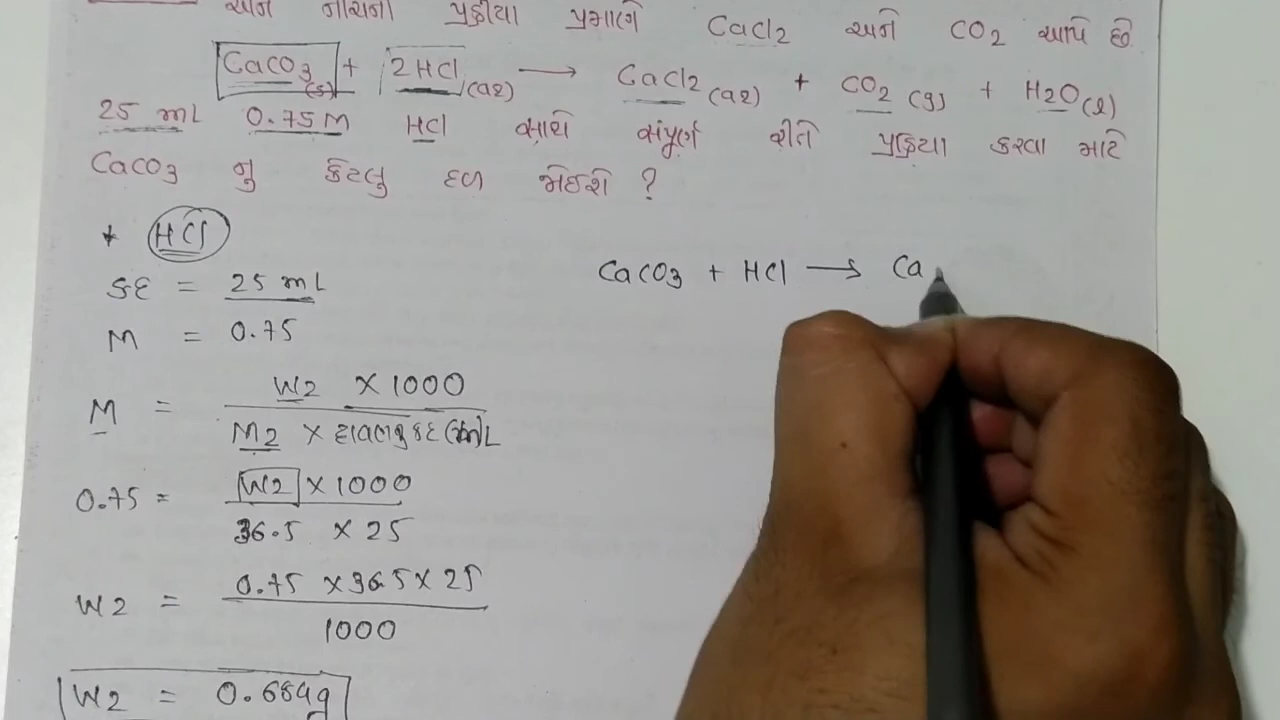 અને નીચેની પ્રક્રીયા પ્રમાણે CaCl2 અને CO2 આપે છે
CaCO3 (s) + 2HCl (aq) → CaCl2 (aq) + CO2 (g) + H2O (l)
25 mL 0.75M HCl સાથે સંપૂર્ણ રીતે પ્રક્રિયા કરવા માટે
CaCO3 નુ કેટલુ દળ જોઇશે ?
* HCl
કદ = 25 mL
M = 0.75
M = W2 × 1000
M2 × દ્રાવણનુ કદ (mL
0.75 = W2 × 1000
36.5 × 25
W2 = 0.75 × 36.5 × 25
1000
W2 = 0.684g
CaCO3 + HCl → Ca